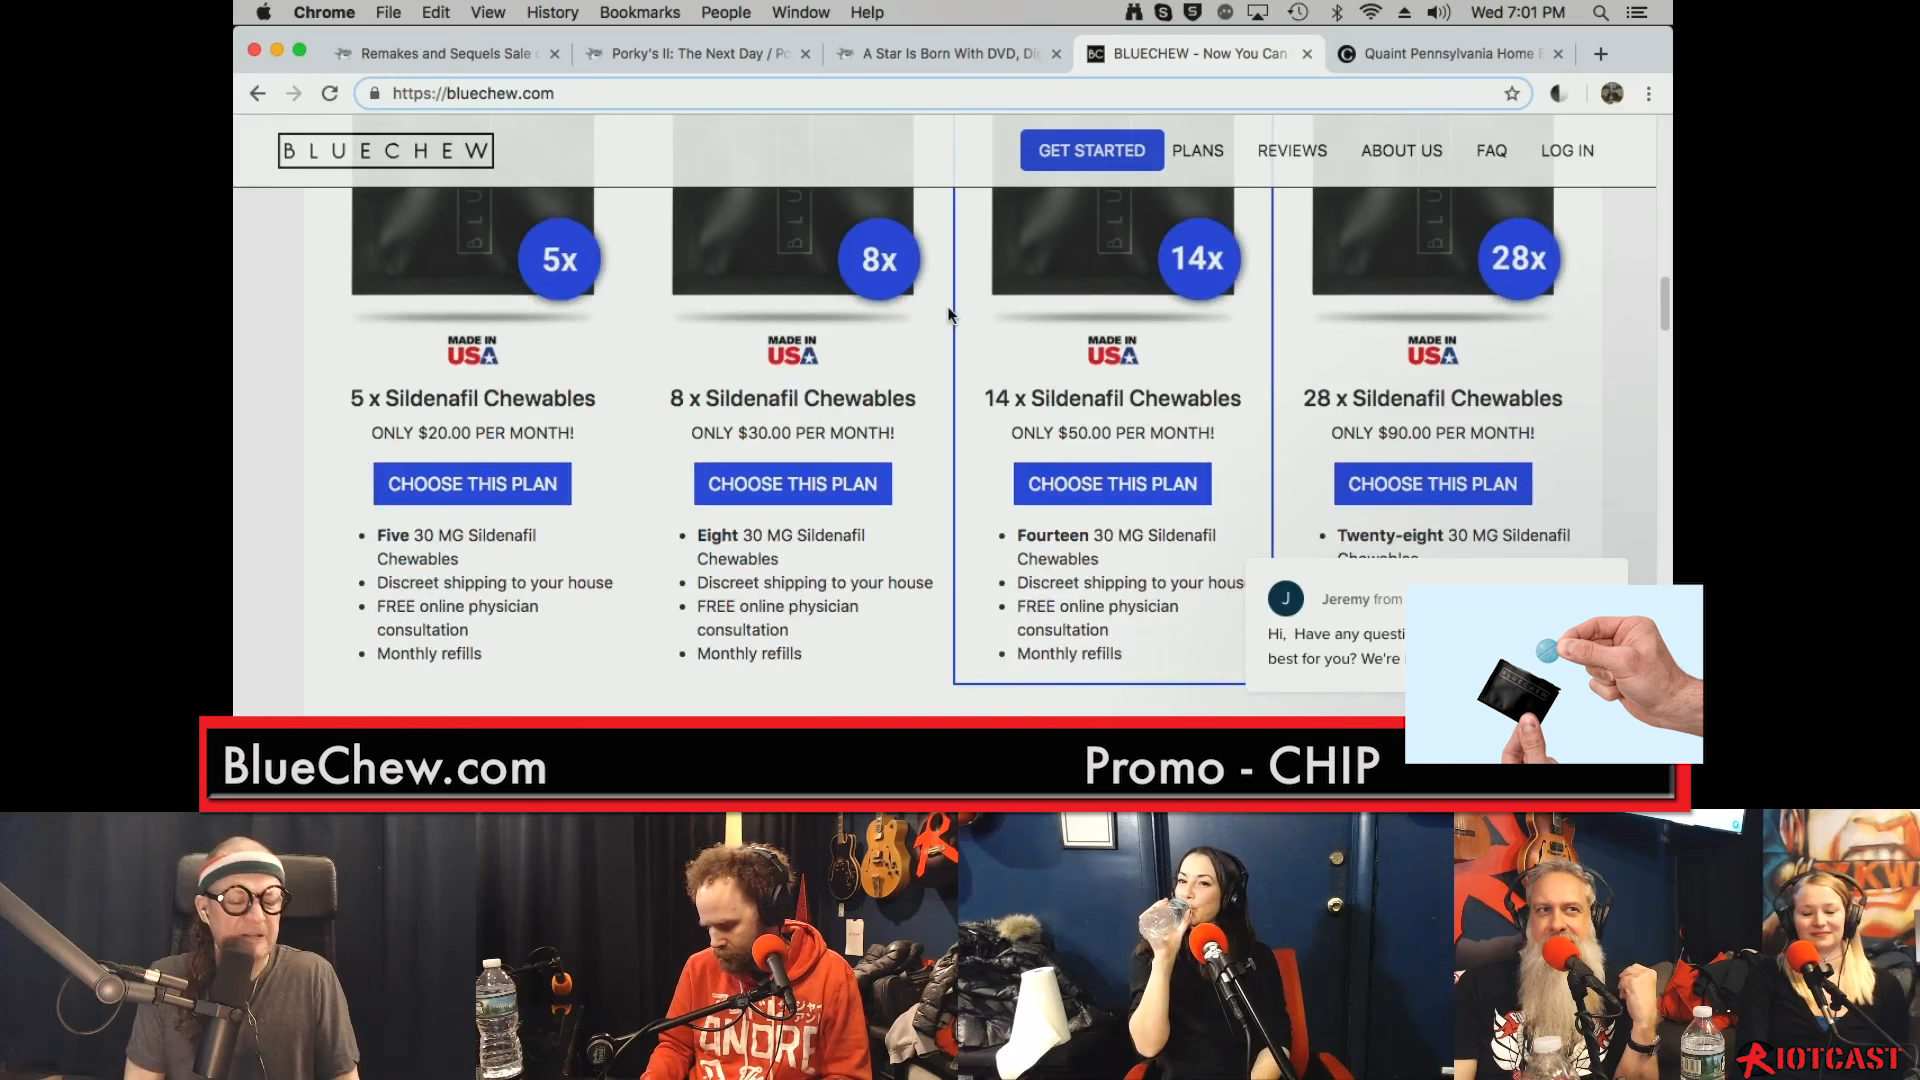 Chrome File Edit View History Bookmarks People Window Help Wed 7:01 PM
Remakes and Sequels Sale
Porky's II: The Next Day / Po
A Star Is Born With DVD, Dig
BC BLUECHEW - Now You Can
Quaint Pennsylvania Home
https://bluechew.com
BLUECHEW
GET STARTED PLANS REVIEWS ABOUT US FAQ LOG IN
5x 8x 14x 28x
MADE IN MADE IN MADE IN MADE IN
USA USA USA USA
5 x Sildenafil Chewables
ONLY $20.00 PER MONTH!
CHOOSE THIS PLAN
Five 30 MG Sildenafil
Chewables
Discreet shipping to your house
FREE online physician
consultation
Monthly refills
8 x Sildenafil Chewables
ONLY $30.00 PER MONTH!
CHOOSE THIS PLAN
Eight 30 MG Sildenafil
Chewables
Discreet shipping to your house
FREE online physician
consultation
Monthly refills
14 x Sildenafil Chewables
ONLY $50.00 PER MONTH!
CHOOSE THIS PLAN
Fourteen 30 MG Sildenafil
Chewables
Discreet shipping to your hous
FREE online physician
consultation
Monthly refills
28 x Sildenafil Chewables
ONLY $90.00 PER MONTH!
CHOOSE THIS PLAN
Twenty-eight 30 MG Sildenafil
Chewables
J Jeremy from
Hi, Have any questi
best for you? We're
BLUECHEW
BlueChew.com Promo - CHIP
ANDRE
RIOTCAST